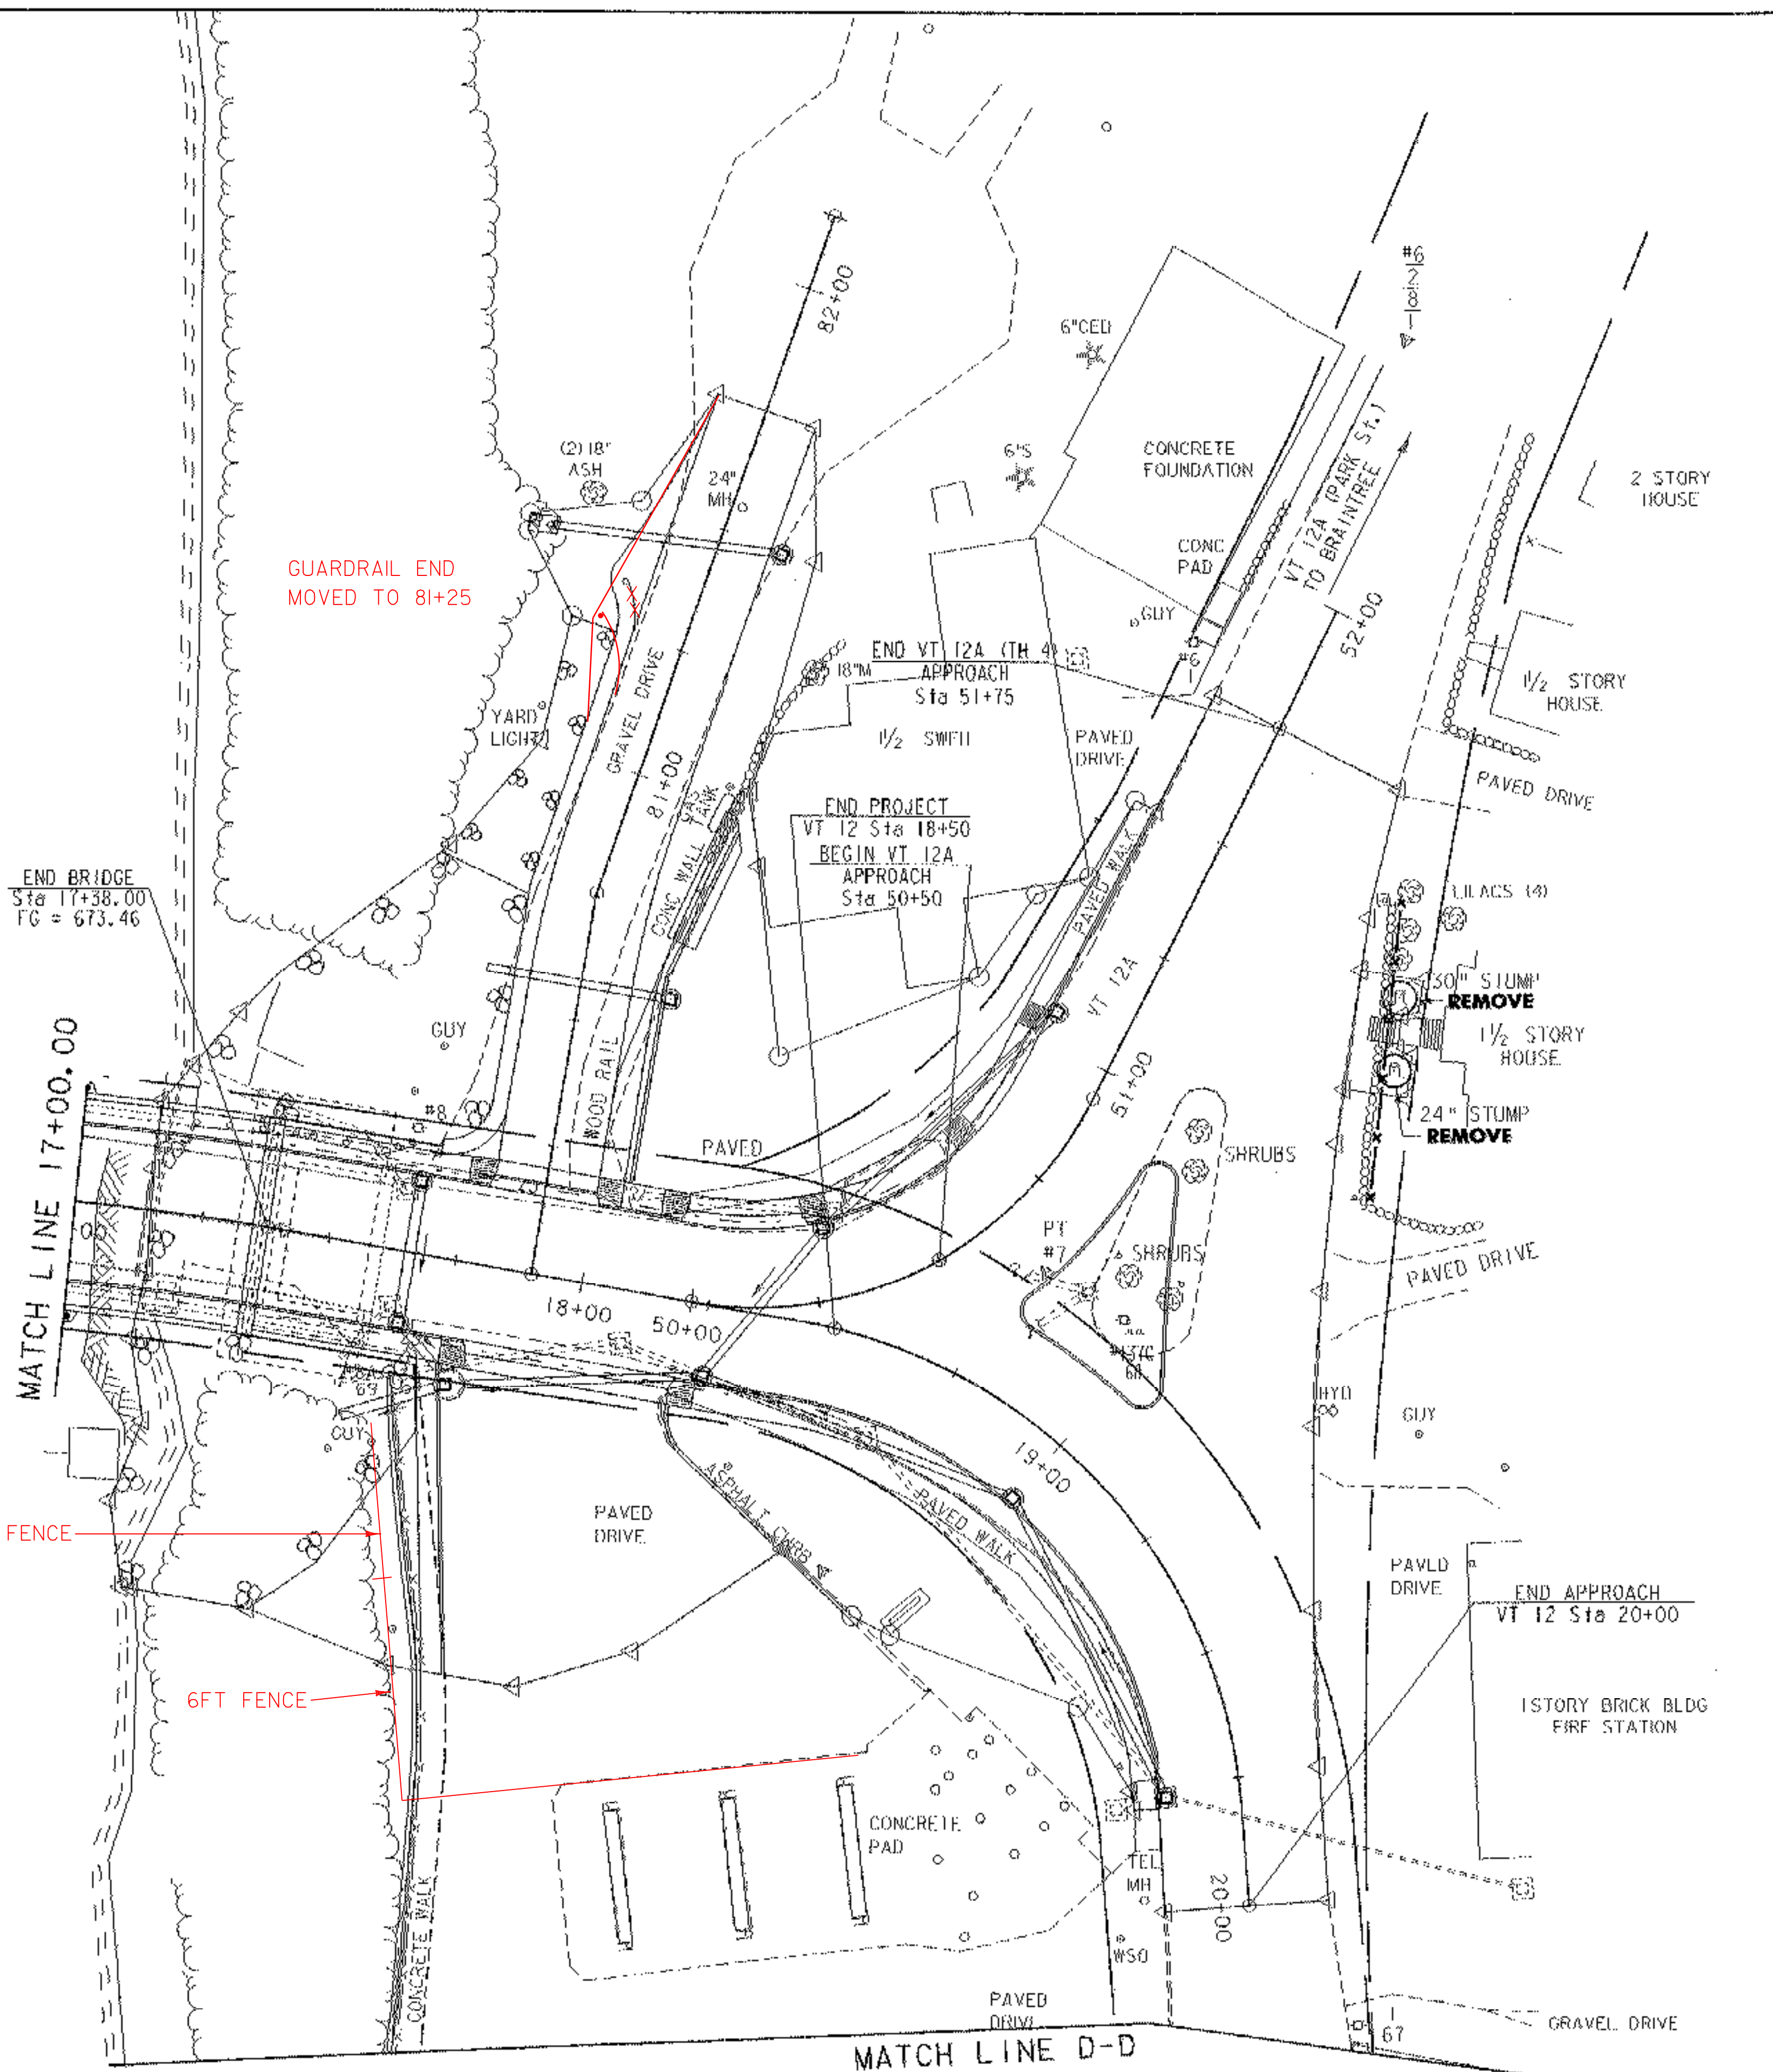 #6
82+00
6"CED
(2) 18"
ASH
24"
MH
6"S
CONCRETE
FOUNDATION
VT 12A (PARK St.)
TO BRAINTREE
2 STORY
HOUSE
CONC
PAD
GUARDRAIL END
MOVED TO 81+25
GUY
52+00
END VT 12A (TH 4)
APPROACH
Sta 51+75
#6
18"M
1 1/2 STORY
HOUSE
YARD
LIGHT
GRAVEL DRIVE
PAVED
DRIVE
81+00
GAS
TANK
PAVED DRIVE
END PROJECT
VT 12 Sta 18+50
BEGIN VT 12A
APPROACH
Sta 50+50
PAVED WALK
CONC WALL
END BRIDGE
Sta 17+38.00
FG = 673.46
LILACS (4)
30" STUMP
REMOVE
VT 12A
GUY
1 1/2 STORY
HOUSE
MATCH LINE 17+00.00
WOOD RAIL
51+00
#8
24" STUMP
REMOVE
PAVED
SHRUBS
PT
#7
SHRUBS
PAVED DRIVE
18+00
50+00
69
HYD
GUY
GUY
19+00
ASPHALT CURB
PAVED WALK
PAVED
DRIVE
FENCE
PAVED
DRIVE
END APPROACH
VT 12 Sta 20+00
6FT FENCE
1 STORY BRICK BLDG
FIRE STATION
CONCRETE
PAD
TEL
MH
20+00
CONCRETE WALK
WSO
PAVED
DRIVE
67
GRAVEL DRIVE
MATCH LINE D-D